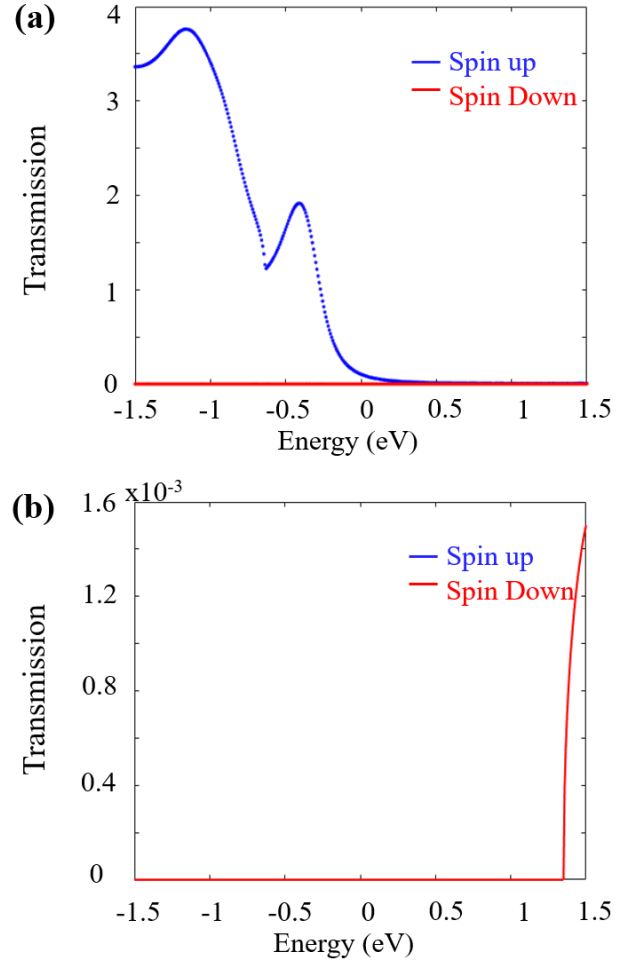 (a)
4
3
2
1
0
Transmission
Spin up
Spin Down
-1.5 -1 -0.5 0 0.5 1 1.5
Energy (eV)
(b)
x10-3
1.6
1.2
0.8
0.4
0
Transmission
Spin up
Spin Down
-1.5 -1 -0.5 0 0.5 1 1.5
Energy (eV)